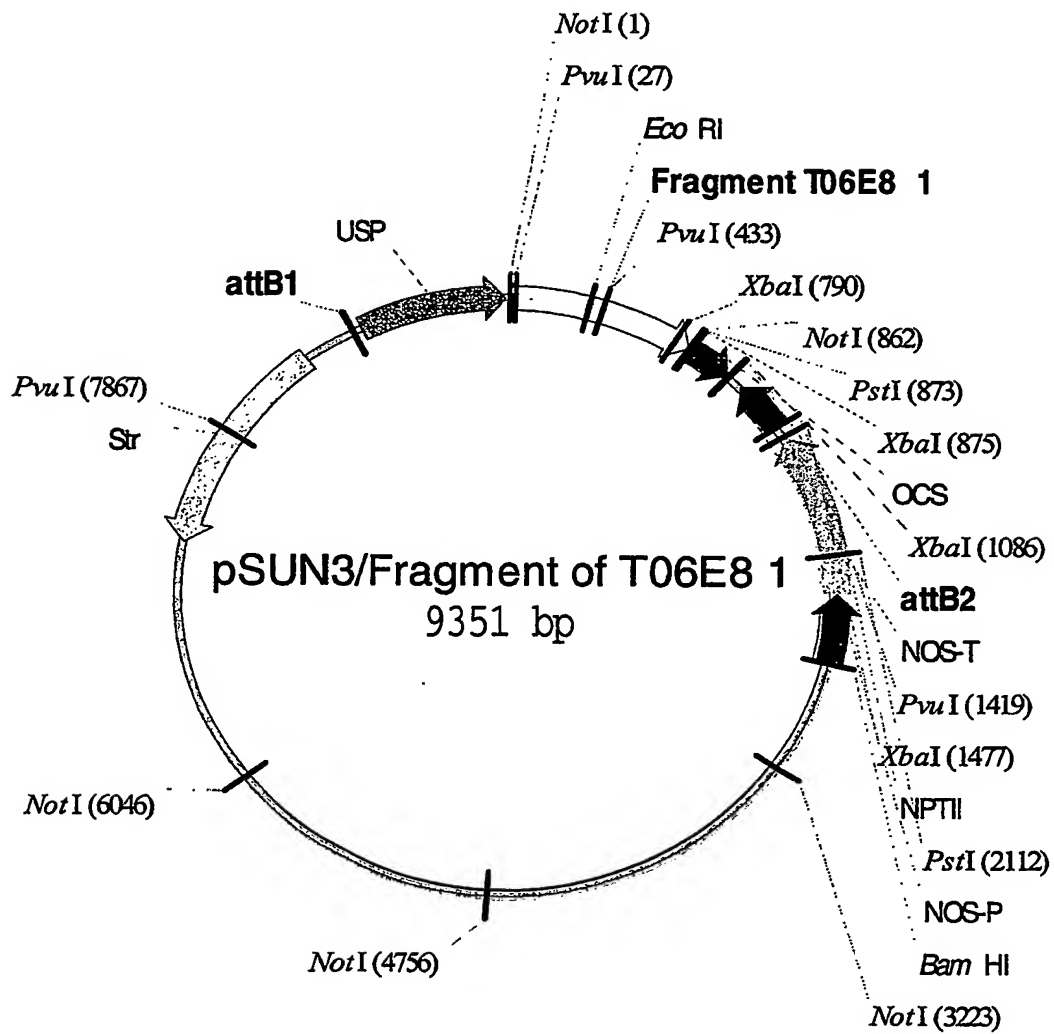 NotI (1)
PvuI (27)
Eco RI
Fragment T06E8 1
PvuI (433)
USP
attB1
XbaI (790)
NotI (862)
PstI (873)
XbaI (875)
OCS
XbaI (1086)
attB2
NOS-T
PvuI (1419)
XbaI (1477)
NPTII
PstI (2112)
NOS-P
Bam HI
NotI (3223)
PvuI (7867)
Str
pSUN3/Fragment of T06E8 1
9351 bp
NotI (6046)
NotI (4756)